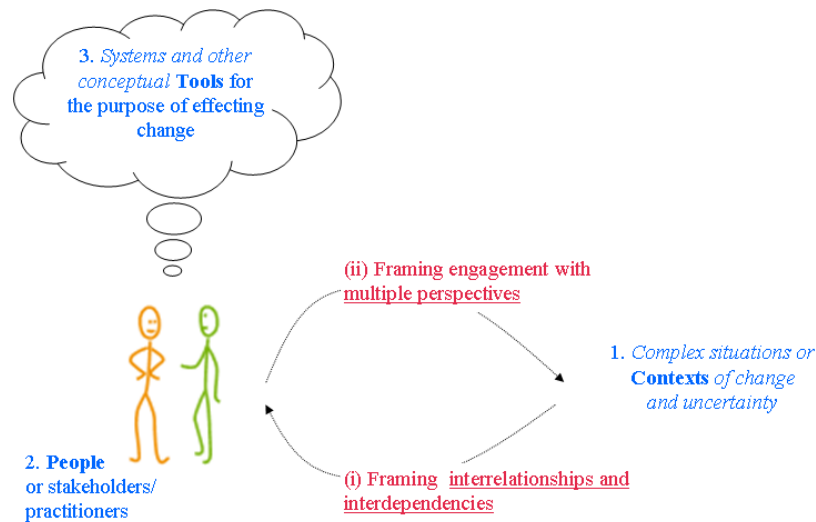 3. Systems and other
conceptual Tools for
the purpose of effecting
change
(ii) Framing engagement with
multiple perspectives
1. Complex situations or
Contexts of change
and uncertainty
2. People
or stakeholders/
practitioners
(i) Framing interrelationships and
interdependencies